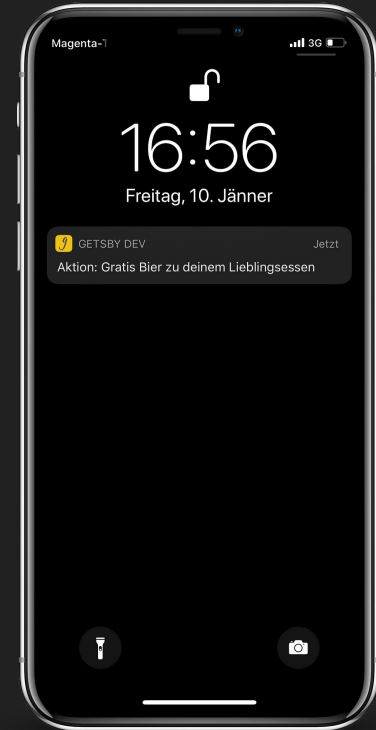 Magenta-T
3G
16:56
Freitag, 10. Jänner
g GETSBY DEV Jetzt
Aktion: Gratis Bier zu deinem Lieblingsessen